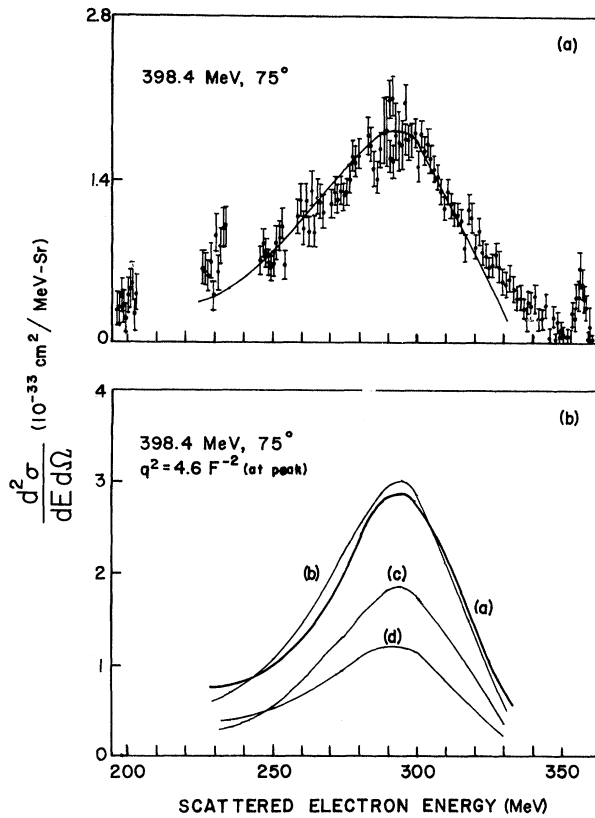 2.8
(a)
398.4 MeV, 75°
1.4
0
d²σ
dE dΩ
(10⁻³³ cm²/MeV-Sr)
4
(b)
398.4 MeV, 75°
q² = 4.6 F⁻² (at peak)
3
(b)
(c)
(a)
2
(d)
1
0
200 250 300 350
SCATTERED ELECTRON ENERGY (MeV)